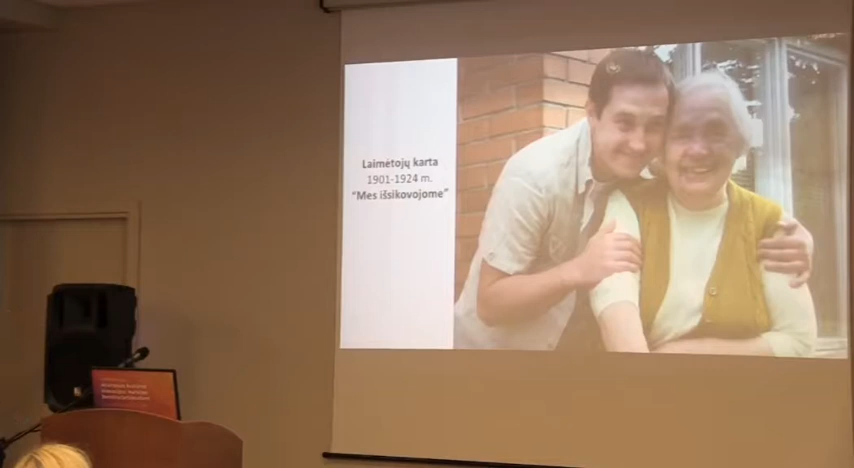 Laimėtojų karta
1901-1924 m.
“Mes išsikovojome”